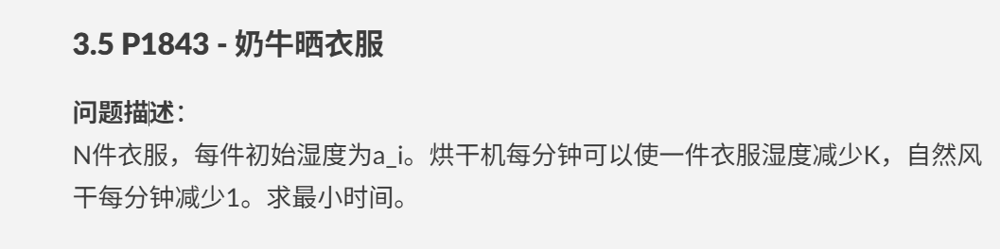 3.5 P1843 - 奶牛晒衣服
问题描述：
N件衣服，每件初始湿度为a_i。烘干机每分钟可以使一件衣服湿度减少K，自然风
干每分钟减少1。求最小时间。